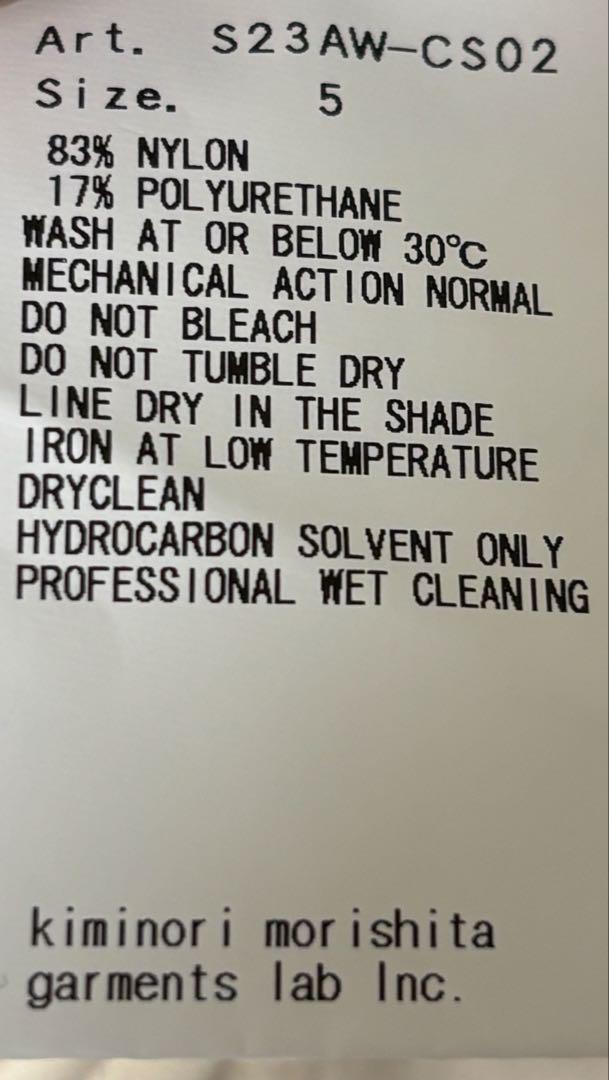 Art. S23AW-CS02
Size. 5
83% NYLON
17% POLYURETHANE
WASH AT OR BELOW 30℃
MECHANICAL ACTION NORMAL
DO NOT BLEACH
DO NOT TUMBLE DRY
LINE DRY IN THE SHADE
IRON AT LOW TEMPERATURE
DRYCLEAN
HYDROCARBON SOLVENT ONLY
PROFESSIONAL WET CLEANING
kiminori morishita
garments lab Inc.